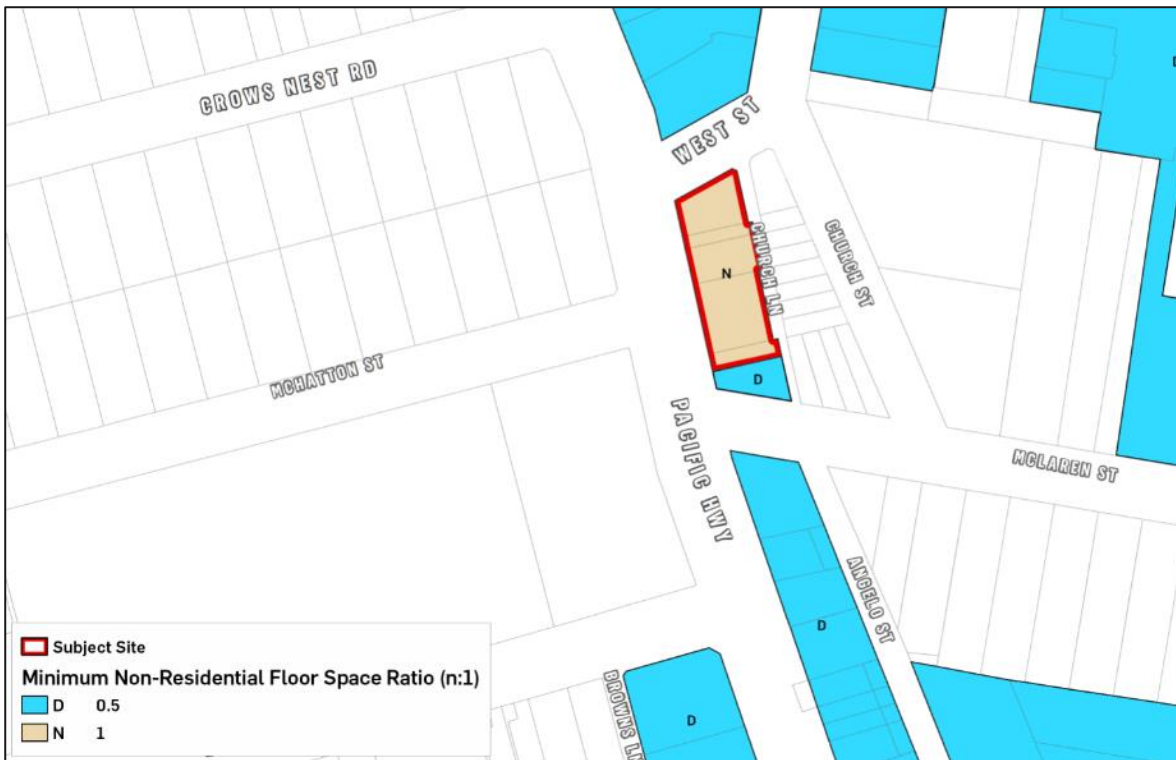 D
CROWS NEST RD
WEST ST
CHURCH LN
CHURCH ST
N
MCHATTON ST
D
PACIFIC HWY
MCLAREN ST
ANGELO ST
D
BROWNS LN
D
Subject Site
Minimum Non-Residential Floor Space Ratio (n:1)
D 0.5
N 1